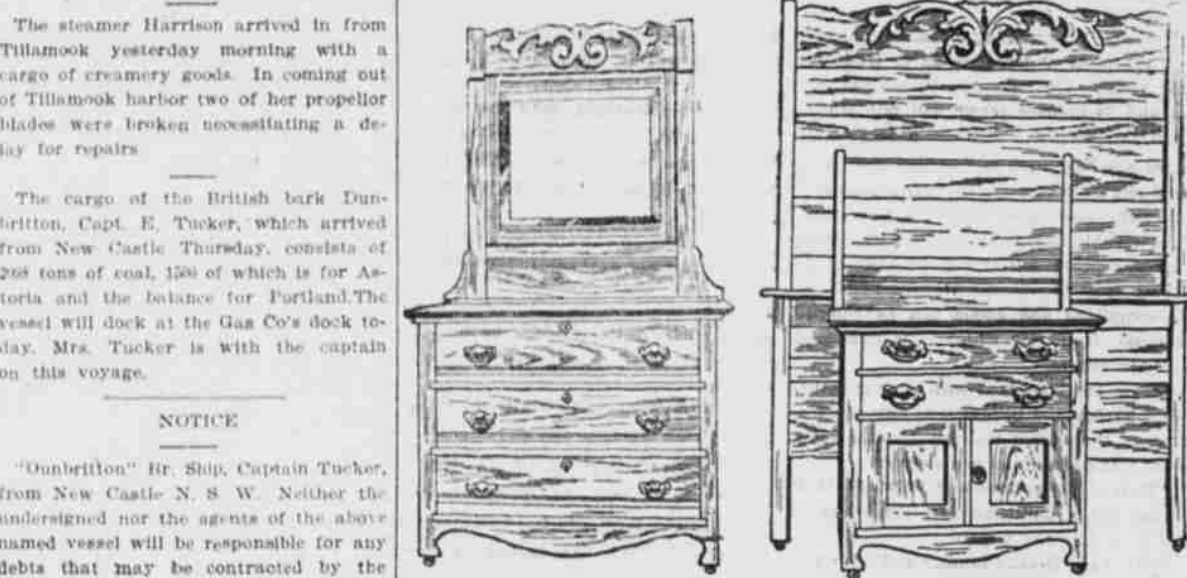 The steamer Harrison arrived in from
Tillamook yesterday morning with a
cargo of creamery goods. In coming out
of Tillamook harbor two of her propellor
blades were broken necessitating a de-
lay for repairs
The cargo of the British bark Dun-
britton, Capt. E. Tucker, which arrived
from New Castle Thursday, consists of
tons of coal, of which is for As-
toria and the balance for Portland.The
vessel will dock at the Gas Co's dock to-
day. Mrs. Tucker is with the captain
on this voyage.
NOTICE
"Dunbritton" Br. Ship, Captain Tucker,
from New Castle N. S. W. Neither the
undersigned nor the agents of the above
named vessel will be responsible for any
debts that may be contracted by the